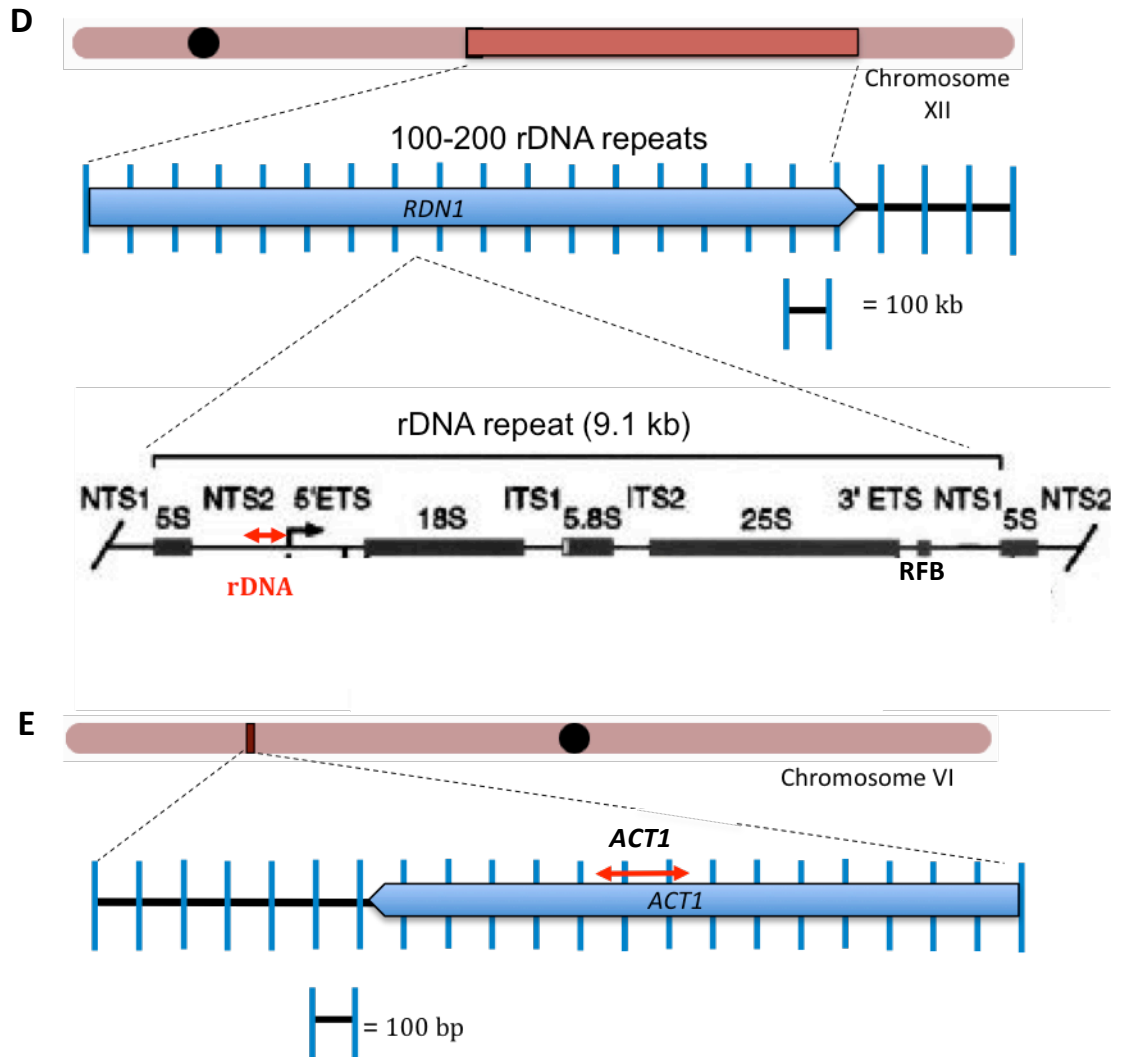 D
Chromosome
XII
100-200 rDNA repeats
RDN1
= 100 kb
rDNA repeat (9.1 kb)
NTS1 5S NTS2 5'ETS 18S ITS1 5.8S ITS2 25S 3' ETS NTS1 5S NTS2
rDNA
RFB
E
Chromosome VI
ACT1
ACT1
= 100 bp